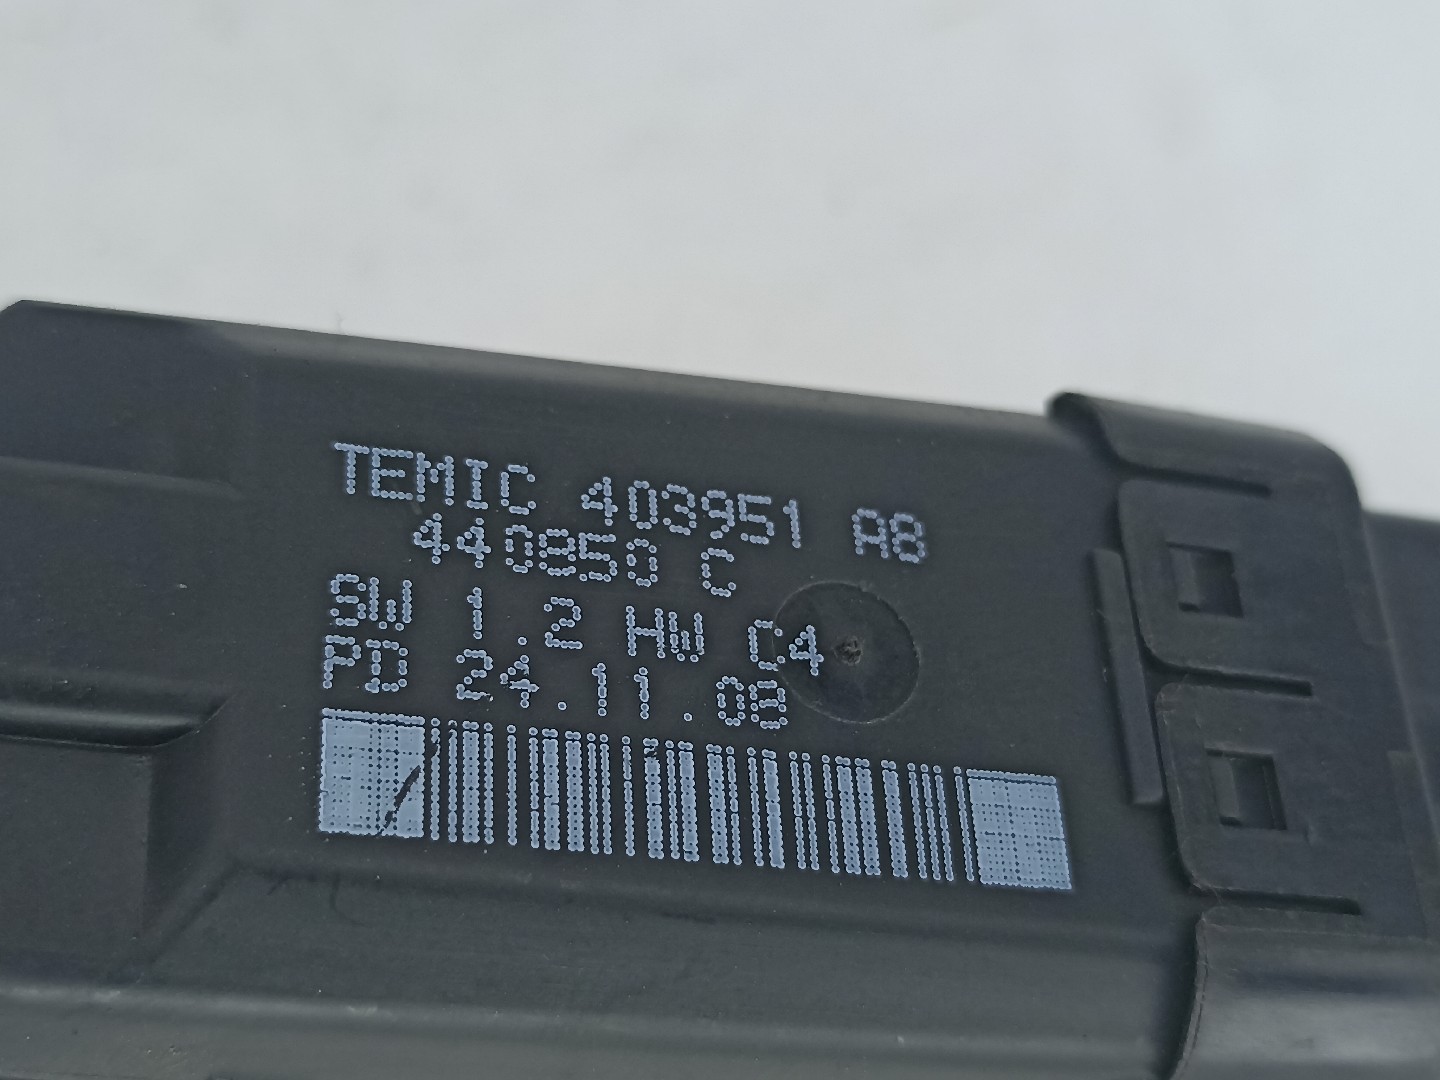 TEMIC 403951 A8
440850 C
SW 1.2 HW C4
PD 24.11.08